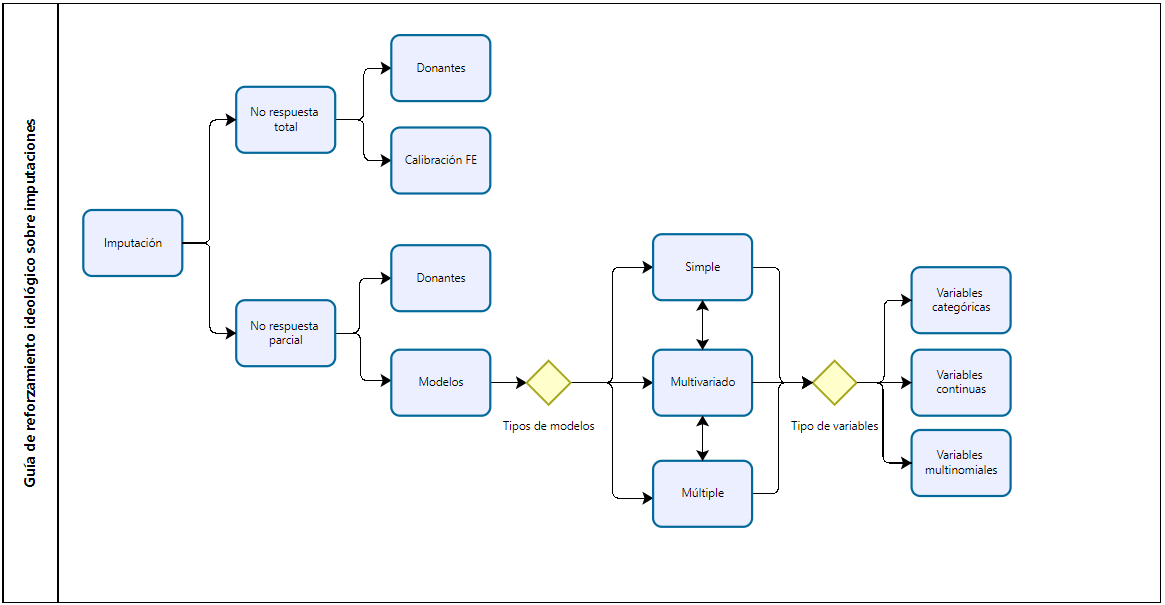 Guía de reforzamiento ideológico sobre imputaciones
Imputación
No respuesta
total
Donantes
Calibración FE
No respuesta
parcial
Donantes
Modelos
Tipos de modelos
Simple
Multivariado
Múltiple
Tipo de variables
Variables
categóricas
Variables
continuas
Variables
multinomiales